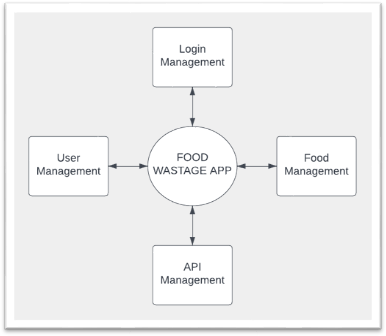 Login
Management
User
Management
FOOD
WASTAGE APP
Food
Management
API
Management